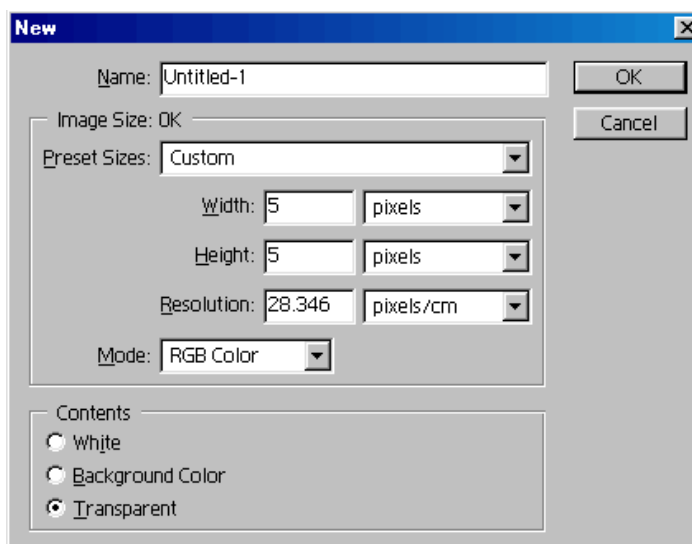 New
Name: Untitled-1
OK
Image Size: 0K
Cancel
Preset Sizes: Custom
Width: 5 pixels
Height: 5 pixels
Resolution: 28.346 pixels/cm
Mode: RGB Color
Contents
White
Background Color
Transparent